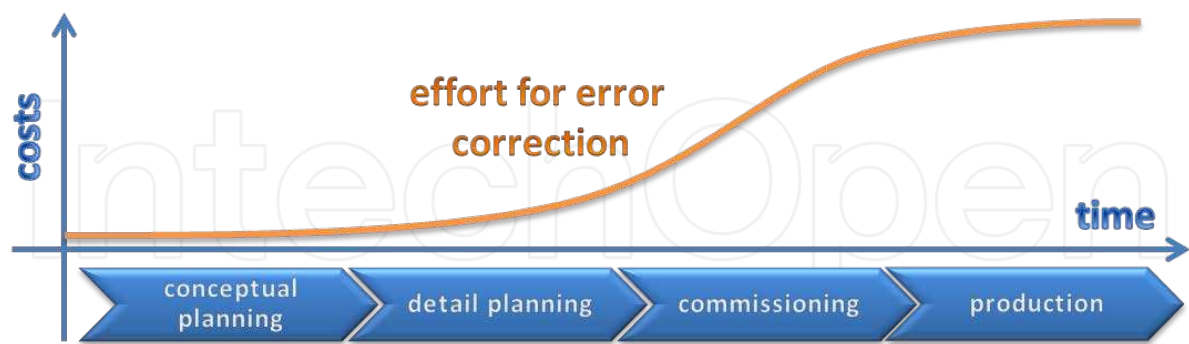 effort for error
correction
costs
IntechOpen
time
conceptual
planning
detail planning
commissioning
production